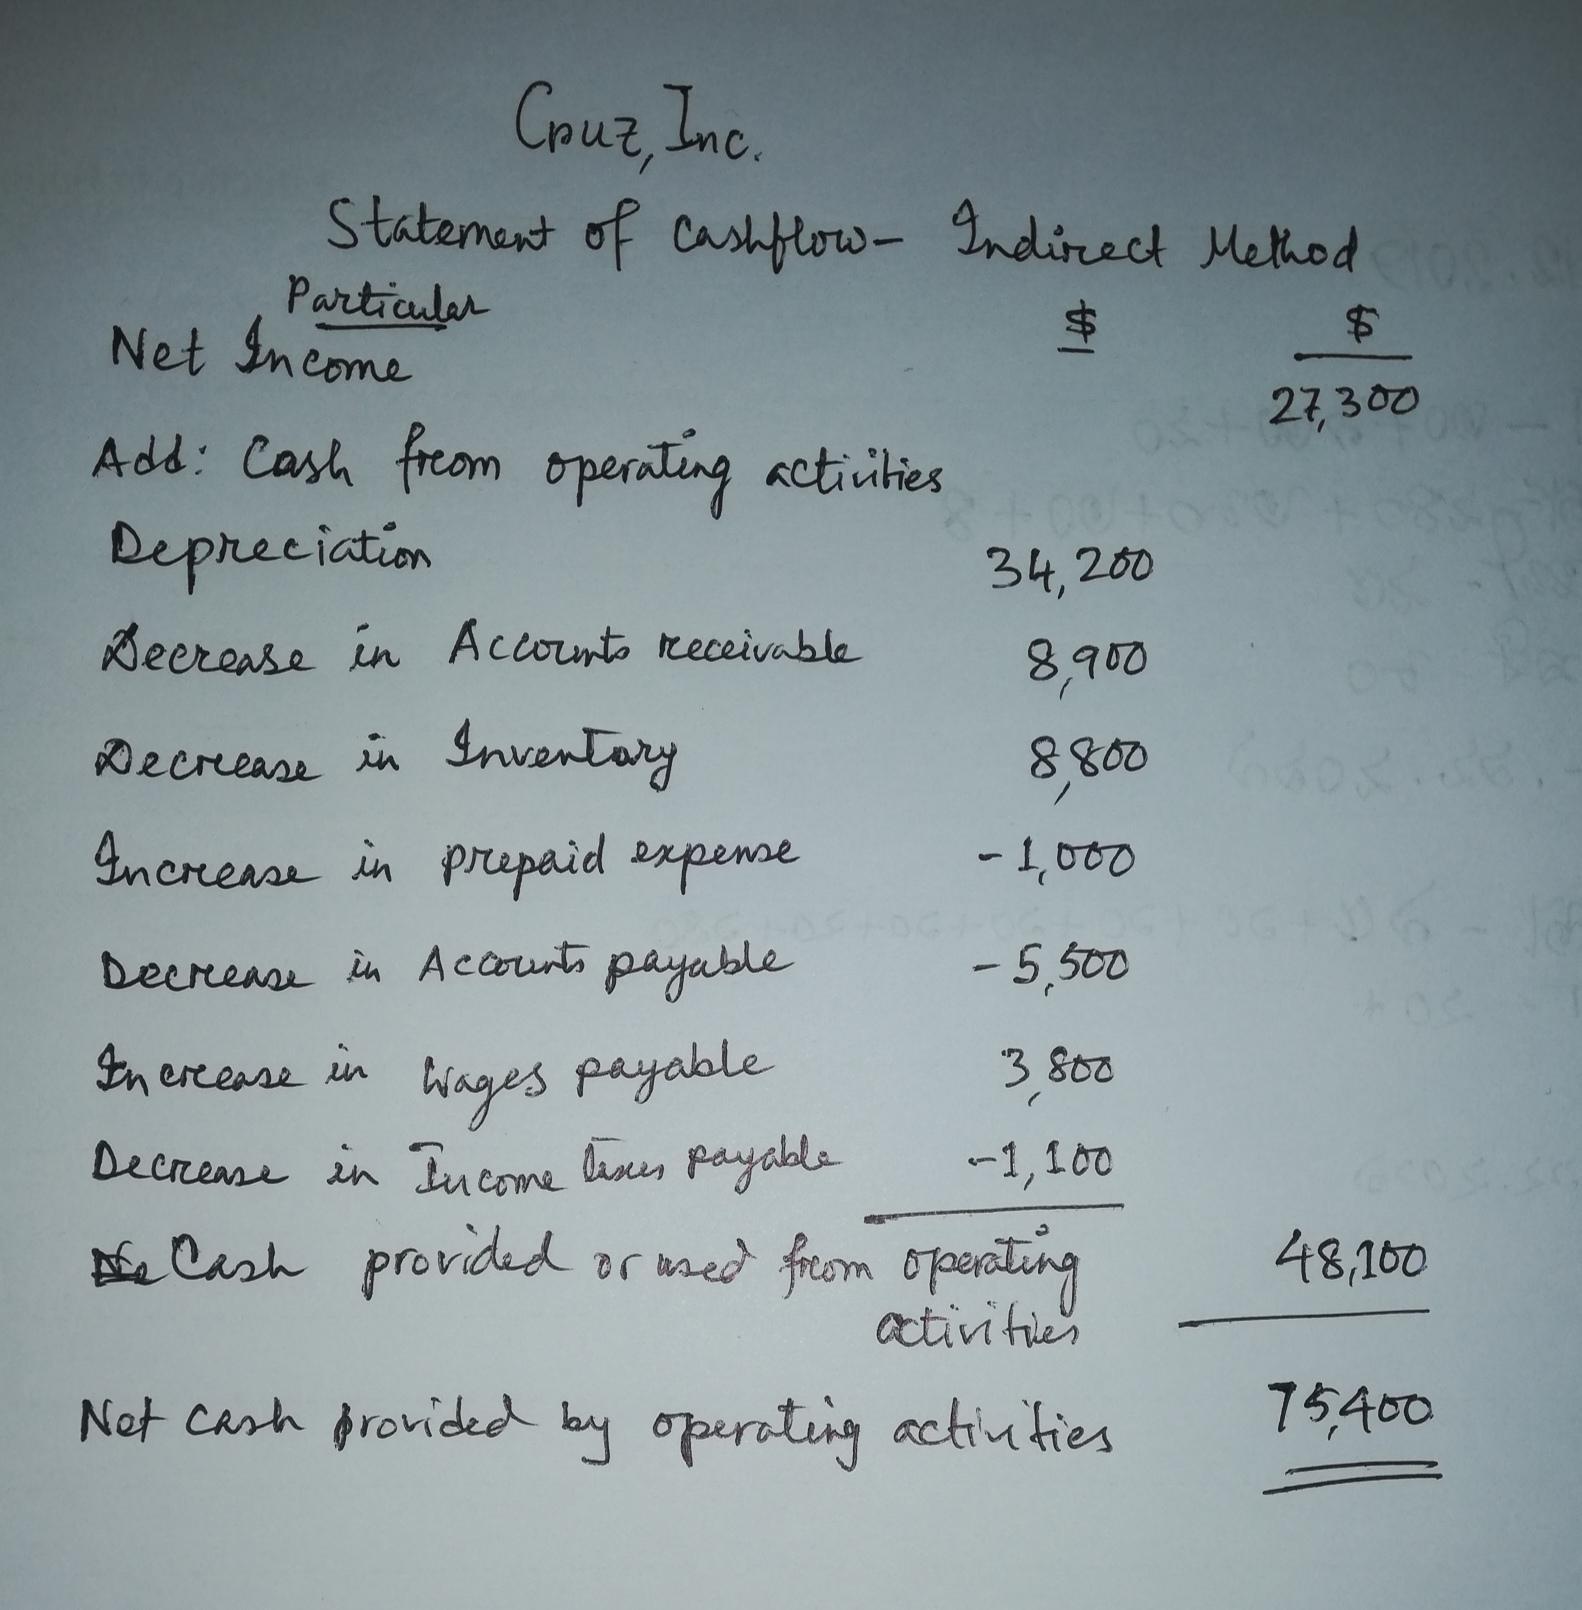 Cruz, Inc.
Statement of Cashflow- Indirect Method
Particular $ $
Net Income 27,300
Add: Cash from operating activities
Depreciation 34,200
Decrease in Accounts receivable 8,900
Decrease in Inventory 8,800
Increase in prepaid expense -1,000
Decrease in Accounts payable -5,500
Increase in Wages payable 3,800
Decrease in Income taxes payable -1,100
Cash provided or used from operating
activities 48,100
Net cash provided by operating activities 75,400